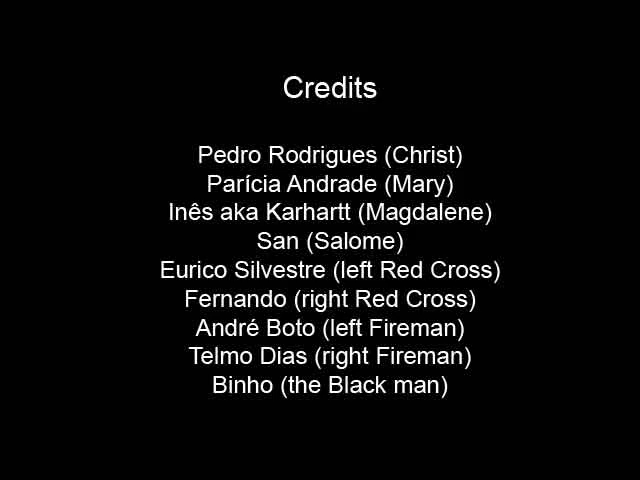 Credits
Pedro Rodrigues (Christ)
Parícia Andrade (Mary)
Inês aka Karhartt (Magdalene)
San (Salome)
Eurico Silvestre (left Red Cross)
Fernando (right Red Cross)
André Boto (left Fireman)
Telmo Dias (right Fireman)
Binho (the Black man)